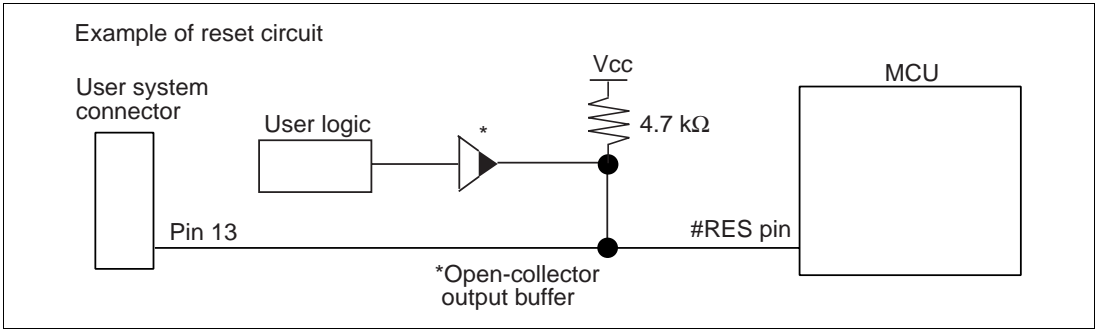 Example of reset circuit
User system
connector
User logic
*
Vcc
4.7 kΩ
MCU
Pin 13
#RES pin
*Open-collector
output buffer